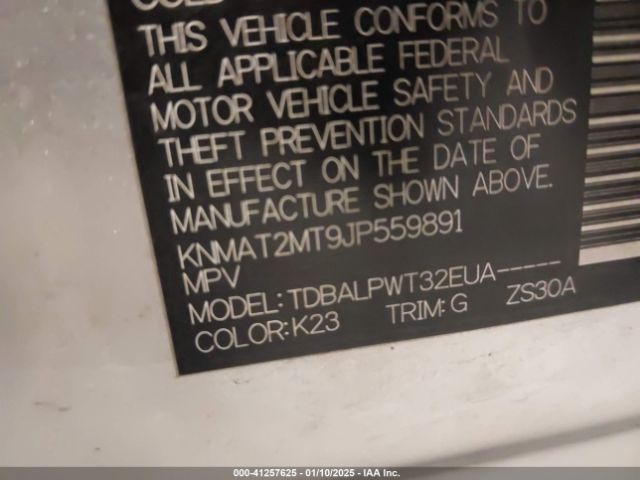 THIS VEHICLE CONFORMS TO
ALL APPLICABLE FEDERAL
MOTOR VEHICLE SAFETY AND
THEFT PREVENTION STANDARDS
IN EFFECT ON THE DATE OF
MANUFACTURE SHOWN ABOVE.
KNMAT2MT9JP559891
MPV
MODEL:TDBALPWT32EUA-----
COLOR:K23 TRIM:G ZS30A
000-41257625 - 01/10/2025 - IAA Inc.